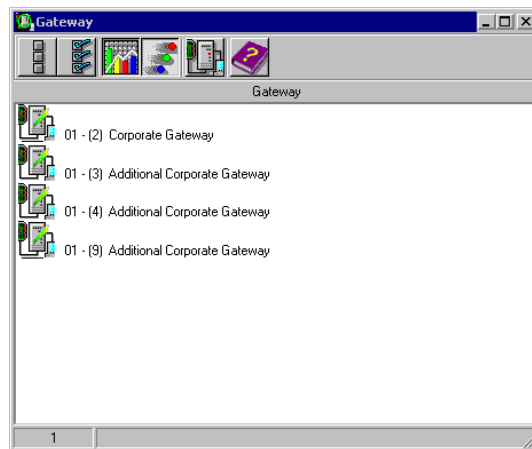 Gateway
Gateway
01 - (2) Corporate Gateway
01 - (3) Additional Corporate Gateway
01 - (4) Additional Corporate Gateway
01 - (9) Additional Corporate Gateway
1